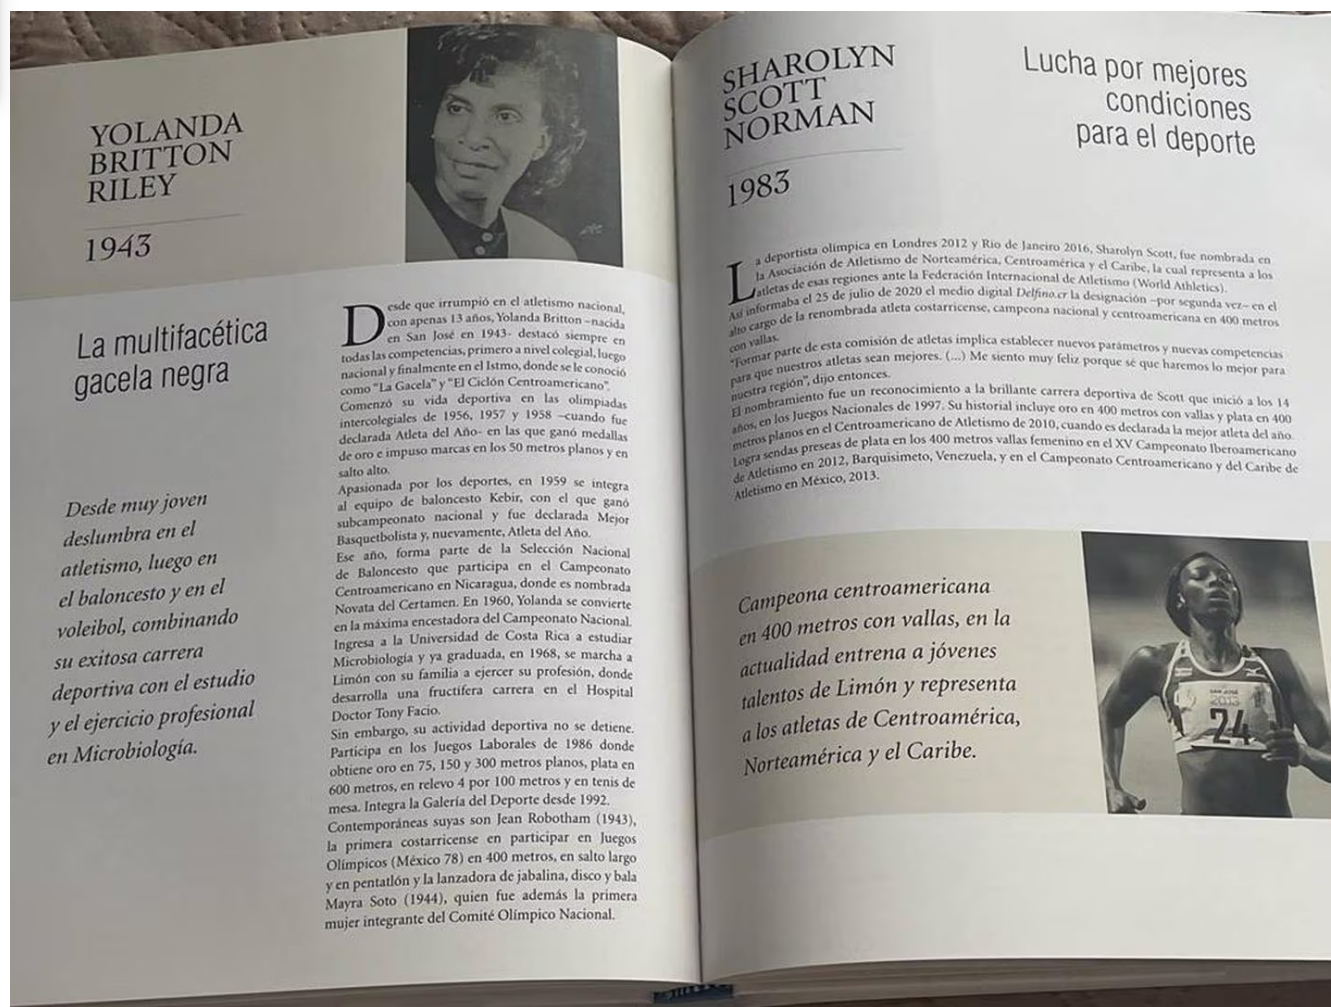 YOLANDA
BRITTON
RILEY
1943
La multifacética
gacela negra
Desde muy joven
deslumbra en el
atletismo, luego en
el baloncesto y en el
voleibol, combinando
su exitosa carrera
deportiva con el estudio
y el ejercicio profesional
en Microbiología.
Desde que irrumpió en el atletismo nacional,
con apenas 13 años, Yolanda Britton –nacida
en San José en 1943- destacó siempre en
todas las competencias, primero a nivel colegial, luego
nacional y finalmente en el Istmo, donde se le conoció
como "La Gacela" y "El Ciclón Centroamericano".
Comenzó su vida deportiva en las olimpiadas
intercolegiales de 1956, 1957 y 1958 –cuando fue
declarada Atleta del Año- en las que ganó medallas
de oro e impuso marcas en los 50 metros planos y en
salto alto.
Apasionada por los deportes, en 1959 se integra
al equipo de baloncesto Kebir, con el que ganó
subcampeonato nacional y fue declarada Mejor
Basquetbolista y, nuevamente, Atleta del Año.
Ese año, forma parte de la Selección Nacional
de Baloncesto que participa en el Campeonato
Centroamericano en Nicaragua, donde es nombrada
Novata del Certamen. En 1960, Yolanda se convierte
en la máxima encestadora del Campeonato Nacional.
Ingresa a la Universidad de Costa Rica a estudiar
Microbiología y ya graduada, en 1968, se marcha a
Limón con su familia a ejercer su profesión, donde
desarrolla una fructífera carrera en el Hospital
Doctor Tony Facio.
Sin embargo, su actividad deportiva no se detiene.
Participa en los Juegos Laborales de 1986 donde
obtiene oro en 75, 150 y 300 metros planos, plata en
600 metros, en relevo 4 por 100 metros y en tenis de
mesa. Integra la Galería del Deporte desde 1992.
Contemporáneas suyas son Jean Robotham (1943),
la primera costarricense en participar en Juegos
Olímpicos (México 78) en 400 metros, en salto largo
y en pentatlón y la lanzadora de jabalina, disco y bala
Mayra Soto (1944), quien fue además la primera
mujer integrante del Comité Olímpico Nacional.
SHAROLYN
SCOTT
NORMAN
1983
Lucha por mejores
condiciones
para el deporte
La deportista olímpica en Londres 2012 y Río de Janeiro 2016, Sharolyn Scott, fue nombrada en
la Asociación de Atletismo de Norteamérica, Centroamérica y el Caribe, la cual representa a los
atletas de esas regiones ante la Federación Internacional de Atletismo (World Athletics).
Así informaba el 25 de julio de 2020 el medio digital Delfino.cr la designación –por segunda vez– en el
alto cargo de la renombrada atleta costarricense, campeona nacional y centroamericana en 400 metros
con vallas.
"Formar parte de esta comisión de atletas implica establecer nuevos parámetros y nuevas competencias
para que nuestros atletas sean mejores. (...) Me siento muy feliz porque sé que haremos lo mejor para
nuestra región", dijo entonces.
El nombramiento fue un reconocimiento a la brillante carrera deportiva de Scott que inició a los 14
años, en los Juegos Nacionales de 1997. Su historial incluye oro en 400 metros con vallas y plata en 400
metros planos en el Centroamericano de Atletismo de 2010, cuando es declarada la mejor atleta del año.
Logra sendas preseas de plata en los 400 metros vallas femenino en el XV Campeonato Iberoamericano
de Atletismo en 2012, Barquisimeto, Venezuela, y en el Campeonato Centroamericano y del Caribe de
Atletismo en México, 2013.
Campeona centroamericana
en 400 metros con vallas, en la
actualidad entrena a jóvenes
talentos de Limón y representa
a los atletas de Centroamérica,
Norteamérica y el Caribe.
SAN JOSÉ
2013
24